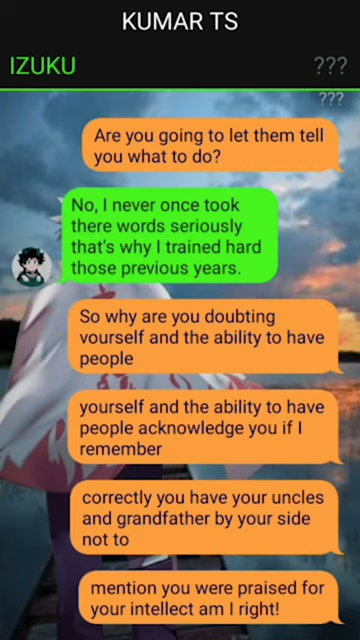 KUMAR TS
IZUKU
???
???
Are you going to let them tell
you what to do?
No, I never once took
there words seriously
that's why I trained hard
those previous years.
So why are you doubting
yourself and the ability to have
people
yourself and the ability to have
people acknowledge you if I
remember
correctly you have your uncles
and grandfather by your side
not to
mention you were praised for
your intellect am I right!